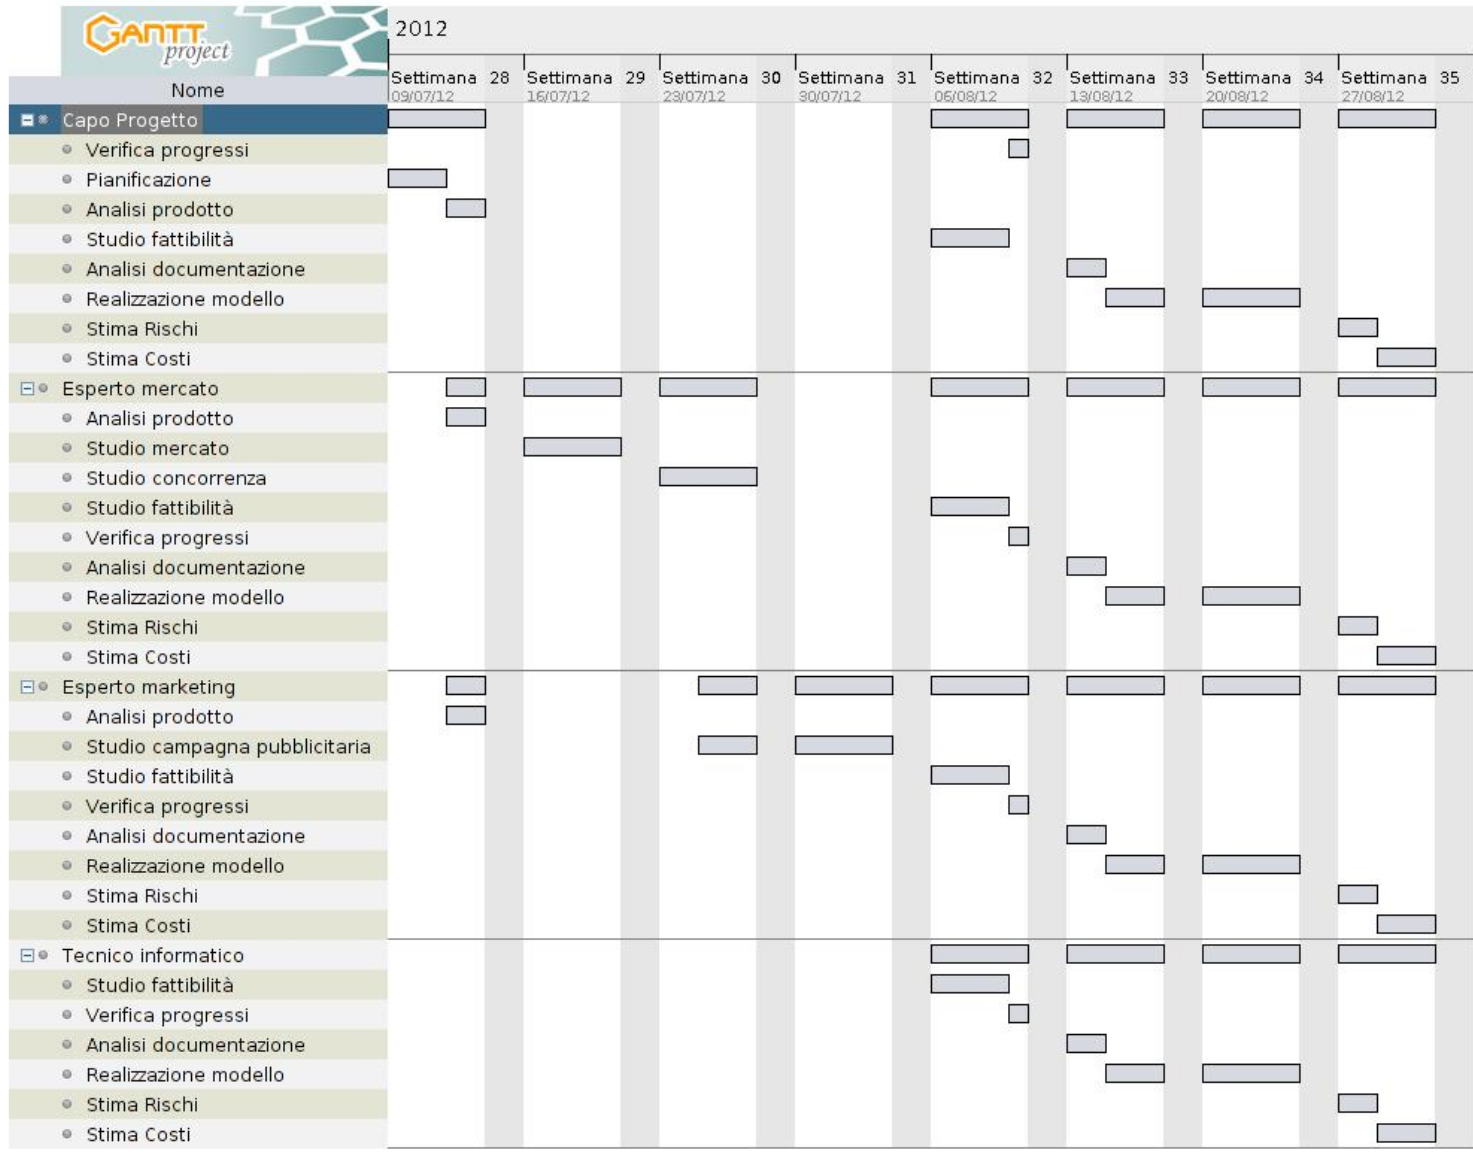 GANTT
project
2012
Settimana 28 Settimana 29 Settimana 30 Settimana 31 Settimana 32 Settimana 33 Settimana 34 Settimana 35
09/07/12 16/07/12 23/07/12 30/07/12 06/08/12 13/08/12 20/08/12 27/08/12
Nome
Capo Progetto
Verifica progressi
Pianificazione
Analisi prodotto
Studio fattibilità
Analisi documentazione
Realizzazione modello
Stima Rischi
Stima Costi
Esperto mercato
Analisi prodotto
Studio mercato
Studio concorrenza
Studio fattibilità
Verifica progressi
Analisi documentazione
Realizzazione modello
Stima Rischi
Stima Costi
Esperto marketing
Analisi prodotto
Studio campagna pubblicitaria
Studio fattibilità
Verifica progressi
Analisi documentazione
Realizzazione modello
Stima Rischi
Stima Costi
Tecnico informatico
Studio fattibilità
Verifica progressi
Analisi documentazione
Realizzazione modello
Stima Rischi
Stima Costi